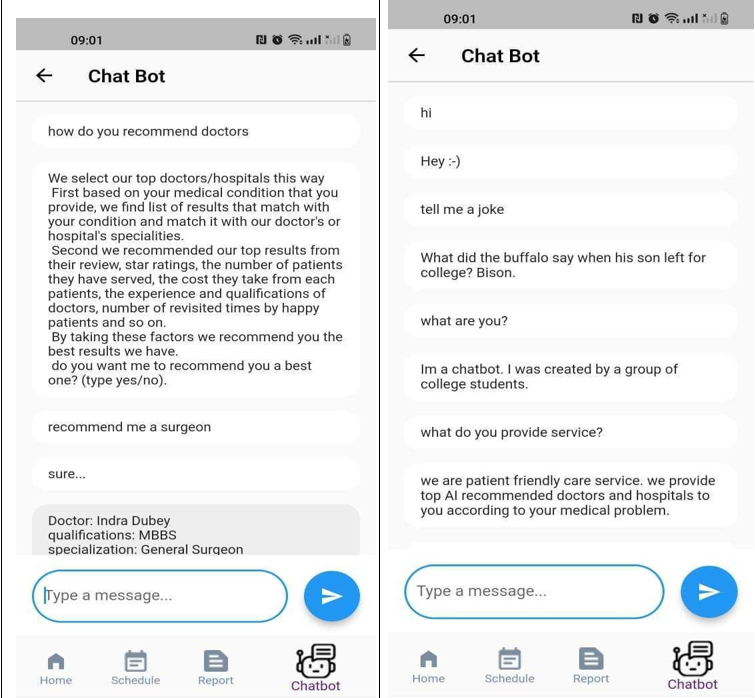 09:01
Chat Bot
how do you recommend doctors
We select our top doctors/hospitals this way
First based on your medical condition that you
provide, we find list of results that match with
your condition and match it with our doctor's or
hospital's specialities.
Second we recommended our top results from
their review, star ratings, the number of patients
they have served, the cost they take from each
patients, the experience and qualifications of
doctors, number of revisited times by happy
patients and so on.
By taking these factors we recommend you the
best results we have.
do you want me to recommend you a best
one? (type yes/no).
recommend me a surgeon
sure...
Doctor: Indra Dubey
qualifications: MBBS
specialization: General Surgeon
Type a message...
Home
Schedule
Report
Chatbot
09:01
Chat Bot
hi
Hey :-)
tell me a joke
What did the buffalo say when his son left for
college? Bison.
what are you?
Im a chatbot. I was created by a group of
college students.
what do you provide service?
we are patient friendly care service. we provide
top AI recommended doctors and hospitals to
you according to your medical problem.
Type a message...
Home
Schedule
Report
Chatbot